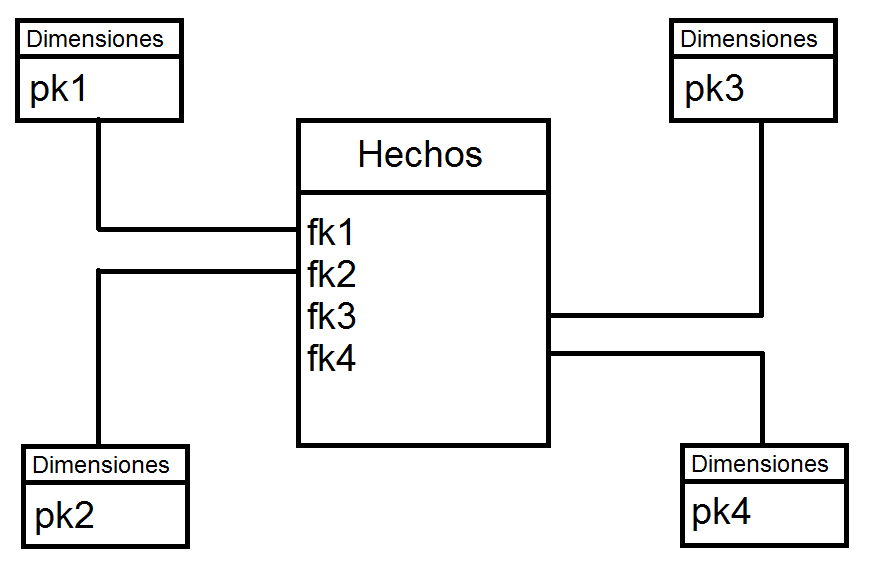 Dimensiones
pk1
Dimensiones
pk3
Hechos
fk1
fk2
fk3
fk4
Dimensiones
pk2
Dimensiones
pk4